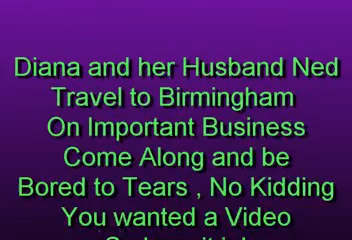 Diana and her Husband Ned
Travel to Birmingham
On Important Business
Come Along and be
Bored to Tears , No Kidding
You wanted a Video